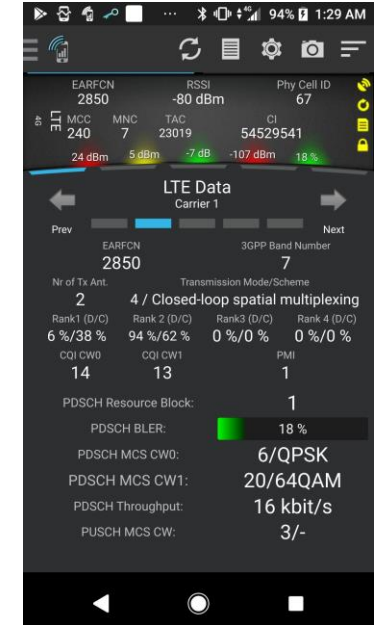 4G 94% 1:29 AM
EARFCN RSSI Phy Cell ID
2850 -80 dBm 67
4G LTE
MCC MNC TAC CI
240 7 23019 54529541
24 dBm 5 dBm -7 dB -107 dBm 18 %
LTE Data
Carrier 1
Prev Next
EARFCN 3GPP Band Number
2850 7
Nr of Tx Ant. Transmission Mode/Scheme
2 4 / Closed-loop spatial multiplexing
Rank1 (D/C) Rank 2 (D/C) Rank3 (D/C) Rank 4 (D/C)
6 %/38 % 94 %/62 % 0 %/0 % 0 %/0 %
CQI CW0 CQI CW1 PMI
14 13 1
PDSCH Resource Block: 1
PDSCH BLER: 18 %
PDSCH MCS CW0: 6/QPSK
PDSCH MCS CW1: 20/64QAM
PDSCH Throughput: 16 kbit/s
PUSCH MCS CW: 3/-